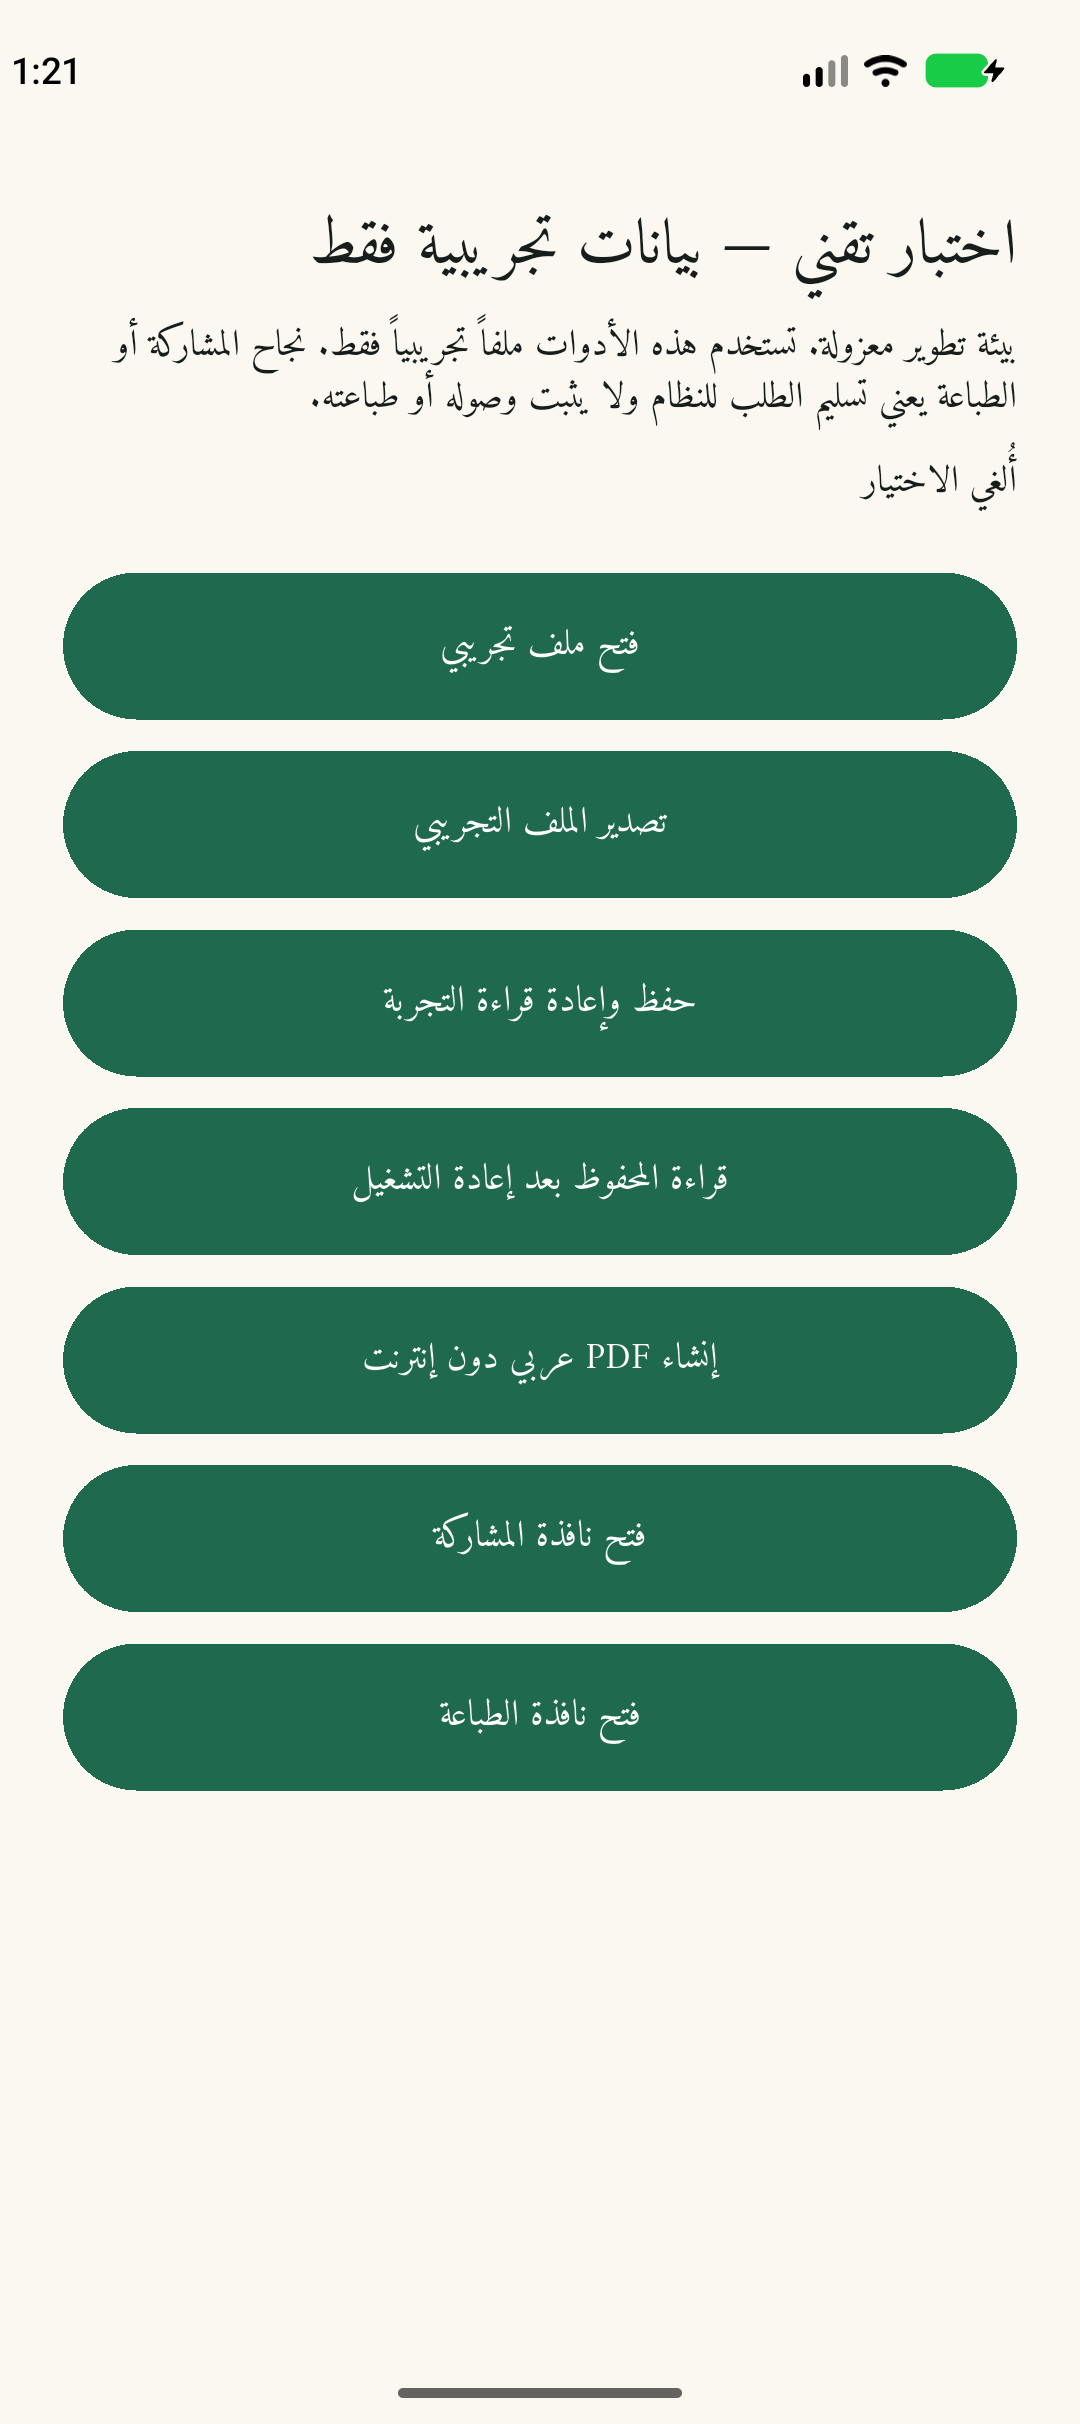 1:21
اختبار تقني — بيانات تجريبية فقط
بيئة تطوير معزولة. تستخدم هذه الأدوات ملفاً تجريبياً فقط. نجاح المشاركة أو
الطباعة يعني تسليم الطلب للنظام ولا يثبت وصوله أو طباعته.
أُلغي الاختيار
فتح ملف تجريبي
تصدير الملف التجريبي
حفظ وإعادة قراءة التجربة
قراءة المحفوظ بعد إعادة التشغيل
إنشاء PDF عربي دون إنترنت
فتح نافذة المشاركة
فتح نافذة الطباعة